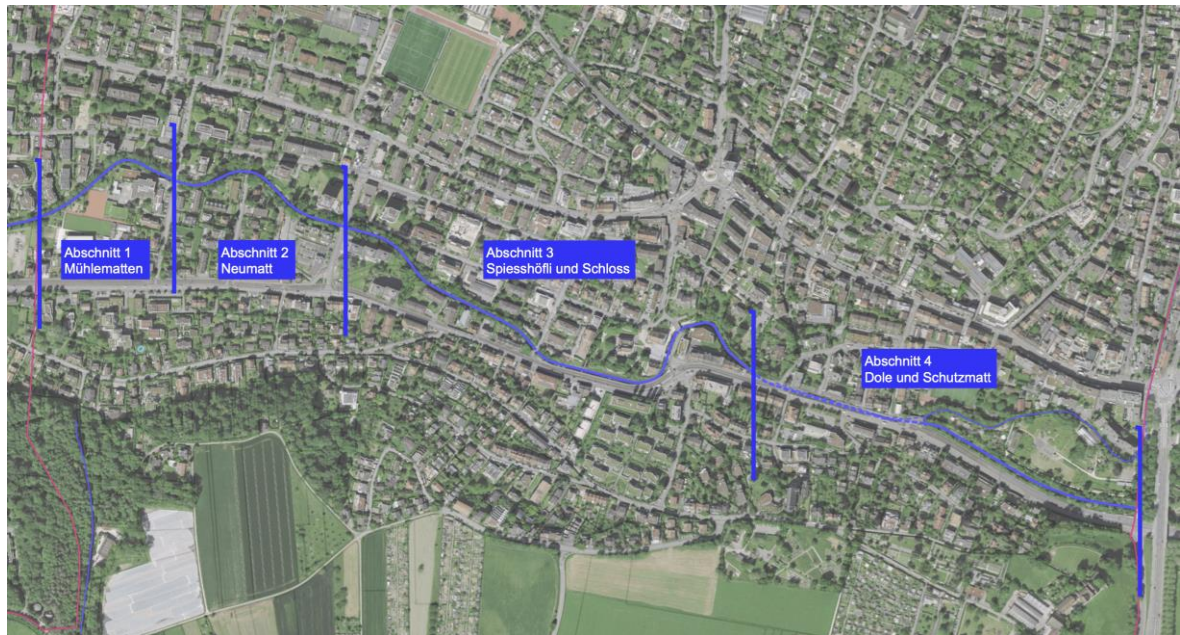 Abschnitt 1
Mühlematten
Abschnitt 2
Neumatt
Abschnitt 3
Spiesshöfli und Schloss
Abschnitt 4
Dole und Schutzmatt